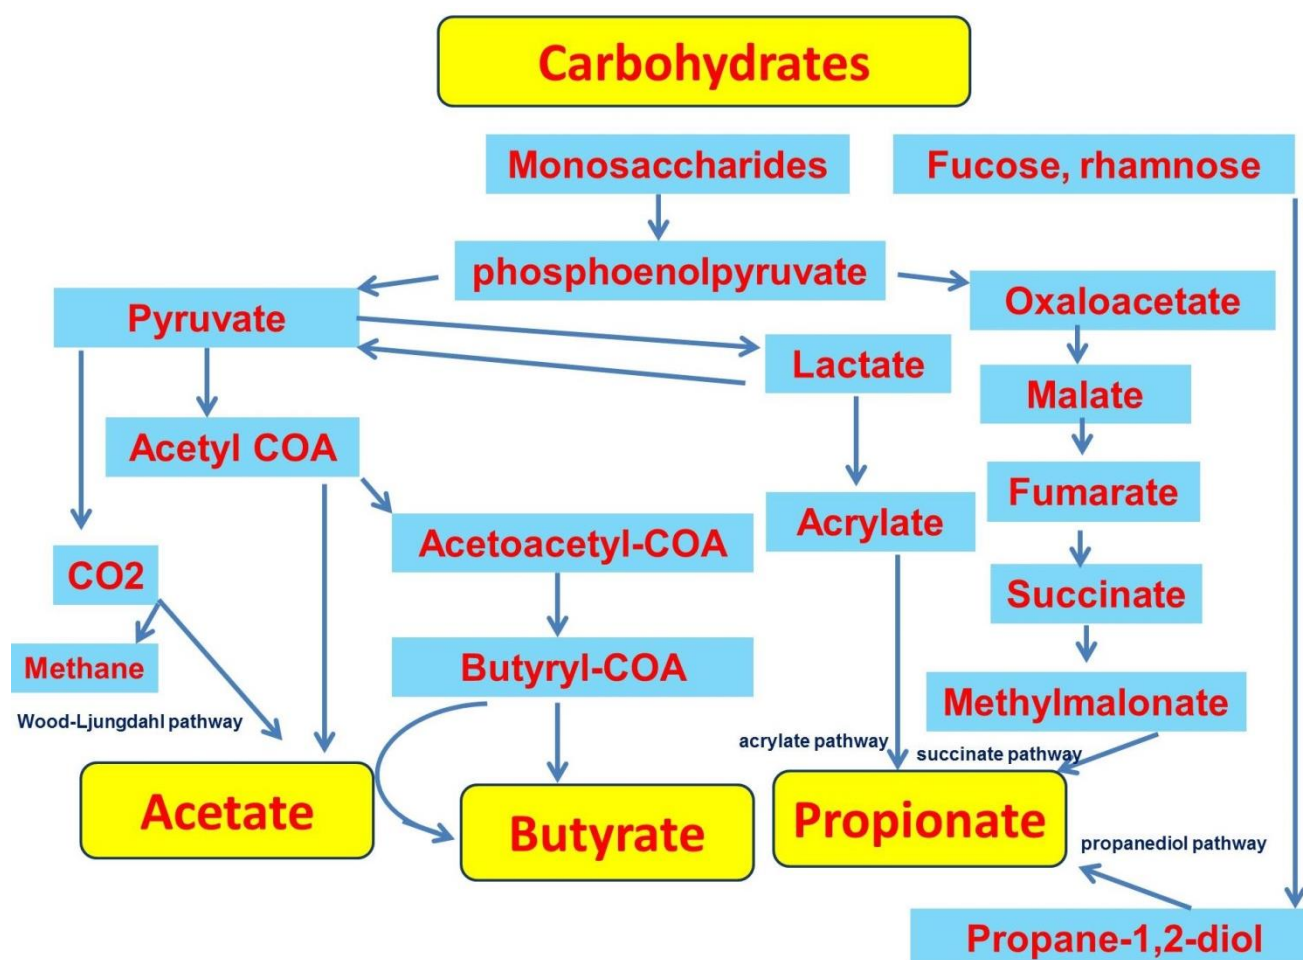 Carbohydrates
Monosaccharides
Fucose, rhamnose
phosphoenolpyruvate
Pyruvate
Oxaloacetate
Lactate
Malate
Acetyl COA
Fumarate
Acrylate
Acetoacetyl-COA
CO2
Succinate
Methane
Butyryl-COA
Methylmalonate
Wood-Ljungdahl pathway
acrylate pathway
succinate pathway
Acetate
Butyrate
Propionate
propanediol pathway
Propane-1,2-diol